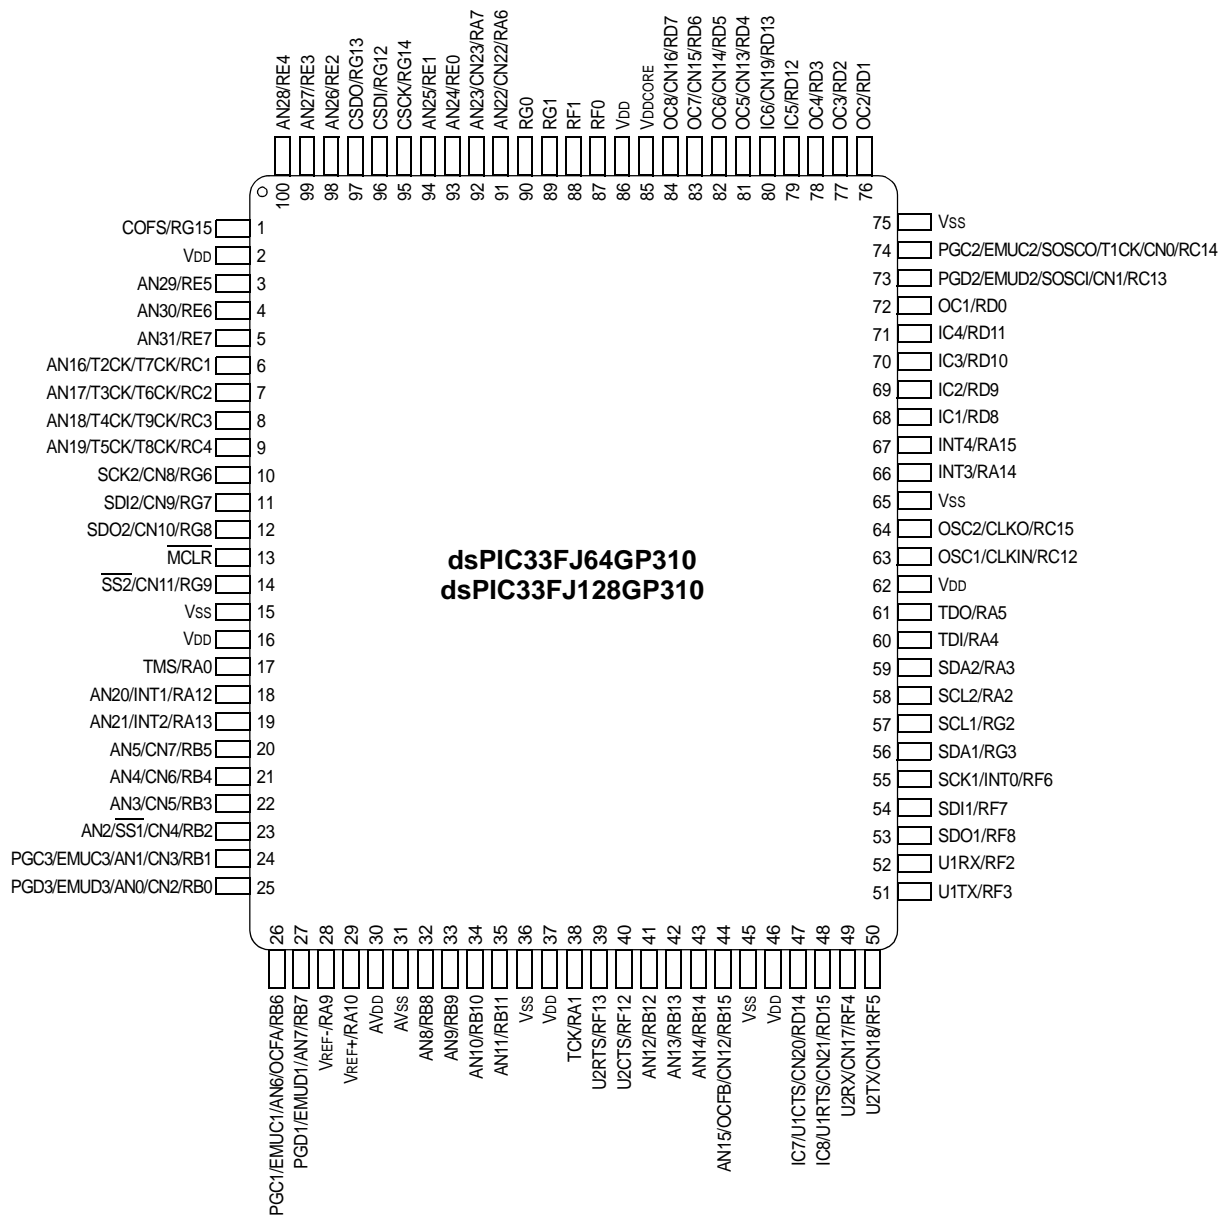 AN28/RE4
AN27/RE3
AN26/RE2
CSDO/RG13
CSDI/RG12
CSCK/RG14
AN25/RE1
AN24/RE0
AN23/CN23/RA7
AN22/CN22/RA6
RG0
RG1
RF1
RF0
VDD
VDDCORE
OC8/CN16/RD7
OC7/CN15/RD6
OC6/CN14/RD5
OC5/CN13/RD4
IC6/CN19/RD13
IC5/RD12
OC4/RD3
OC3/RD2
OC2/RD1
100 99 98 97 96 95 94 93 92 91 90 89 88 87 86 85 84 83 82 81 80 79 78 77 76
COFS/RG15 1
VDD 2
AN29/RE5 3
AN30/RE6 4
AN31/RE7 5
AN16/T2CK/T7CK/RC1 6
AN17/T3CK/T6CK/RC2 7
AN18/T4CK/T9CK/RC3 8
AN19/T5CK/T8CK/RC4 9
SCK2/CN8/RG6 10
SDI2/CN9/RG7 11
SDO2/CN10/RG8 12
MCLR 13
SS2/CN11/RG9 14
VSS 15
VDD 16
TMS/RA0 17
AN20/INT1/RA12 18
AN21/INT2/RA13 19
AN5/CN7/RB5 20
AN4/CN6/RB4 21
AN3/CN5/RB3 22
AN2/SS1/CN4/RB2 23
PGC3/EMUC3/AN1/CN3/RB1 24
PGD3/EMUD3/AN0/CN2/RB0 25
dsPIC33FJ64GP310
dsPIC33FJ128GP310
75 VSS
74 PGC2/EMUC2/SOSCO/T1CK/CN0/RC14
73 PGD2/EMUD2/SOSCI/CN1/RC13
72 OC1/RD0
71 IC4/RD11
70 IC3/RD10
69 IC2/RD9
68 IC1/RD8
67 INT4/RA15
66 INT3/RA14
65 VSS
64 OSC2/CLKO/RC15
63 OSC1/CLKIN/RC12
62 VDD
61 TDO/RA5
60 TDI/RA4
59 SDA2/RA3
58 SCL2/RA2
57 SCL1/RG2
56 SDA1/RG3
55 SCK1/INT0/RF6
54 SDI1/RF7
53 SDO1/RF8
52 U1RX/RF2
51 U1TX/RF3
26 27 28 29 30 31 32 33 34 35 36 37 38 39 40 41 42 43 44 45 46 47 48 49 50
PGC1/EMUC1/AN6/OCFA/RB6
PGD1/EMUD1/AN7/RB7
VREF-/RA9
VREF+/RA10
AVDD
AVSS
AN8/RB8
AN9/RB9
AN10/RB10
AN11/RB11
VSS
VDD
TCK/RA1
U2RTS/RF13
U2CTS/RF12
AN12/RB12
AN13/RB13
AN14/RB14
AN15/OCFB/CN12/RB15
VSS
VDD
IC7/U1CTS/CN20/RD14
IC8/U1RTS/CN21/RD15
U2RX/CN17/RF4
U2TX/CN18/RF5